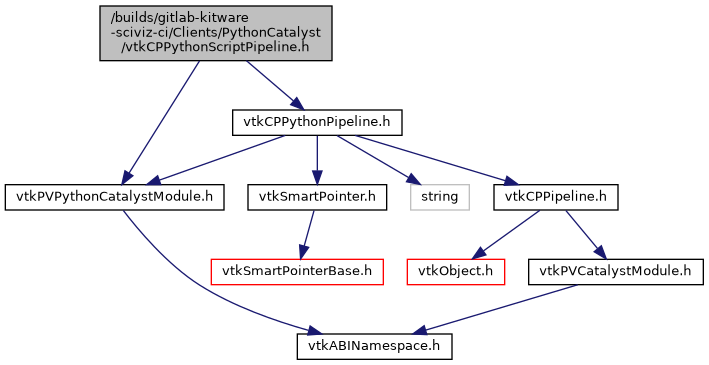 /builds/gitlab-kitware
-sciviz-ci/Clients/PythonCatalyst
/vtkCPPythonScriptPipeline.h
vtkCPPythonPipeline.h
vtkPVPythonCatalystModule.h
vtkSmartPointer.h
string
vtkCPPipeline.h
vtkSmartPointerBase.h
vtkObject.h
vtkPVCatalystModule.h
vtkABINamespace.h